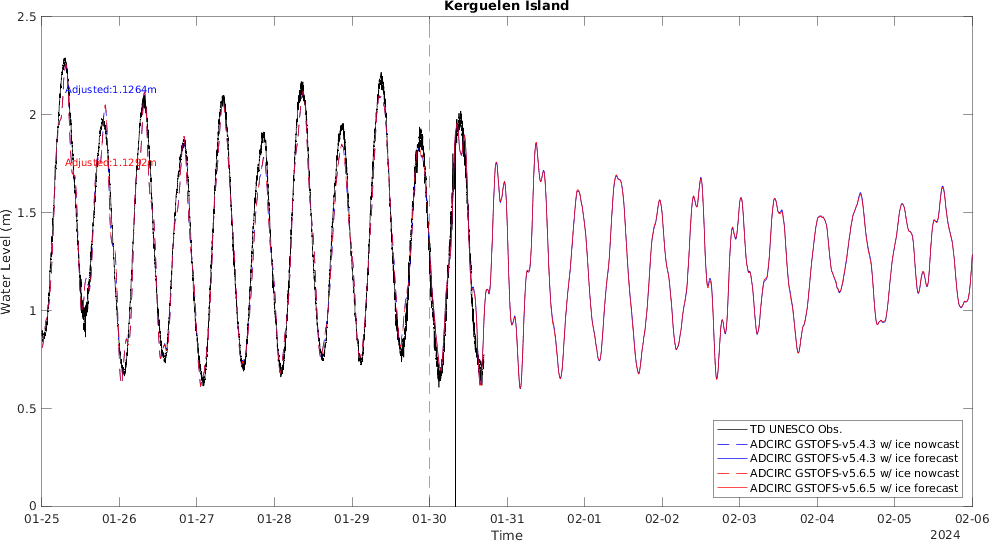 Kerguelen Island
2.5
2
1.5
1
0.5
0
Water Level (m)
Adjusted:1.1264m
Adjusted:1.1292m
TD UNESCO Obs.
ADCIRC GSTOFS-v5.4.3 w/ ice nowcast
ADCIRC GSTOFS-v5.4.3 w/ ice forecast
ADCIRC GSTOFS-v5.6.5 w/ ice nowcast
ADCIRC GSTOFS-v5.6.5 w/ ice forecast
01-25 01-26 01-27 01-28 01-29 01-30 01-31 02-01 02-02 02-03 02-04 02-05 02-06
Time
2024